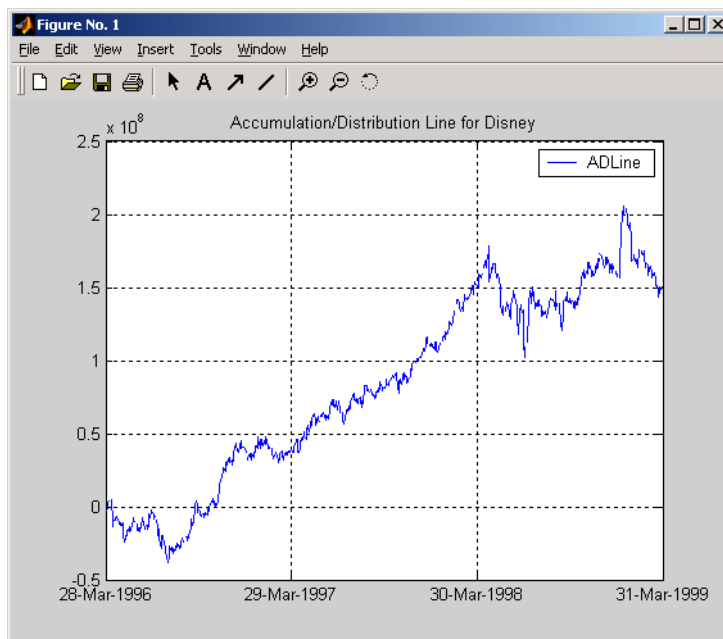 Figure No. 1
File Edit View Insert Tools Window Help
A
x 10^8
Accumulation/Distribution Line for Disney
ADLine
2.5
2
1.5
1
0.5
0
-0.5
28-Mar-1996 29-Mar-1997 30-Mar-1998 31-Mar-1999